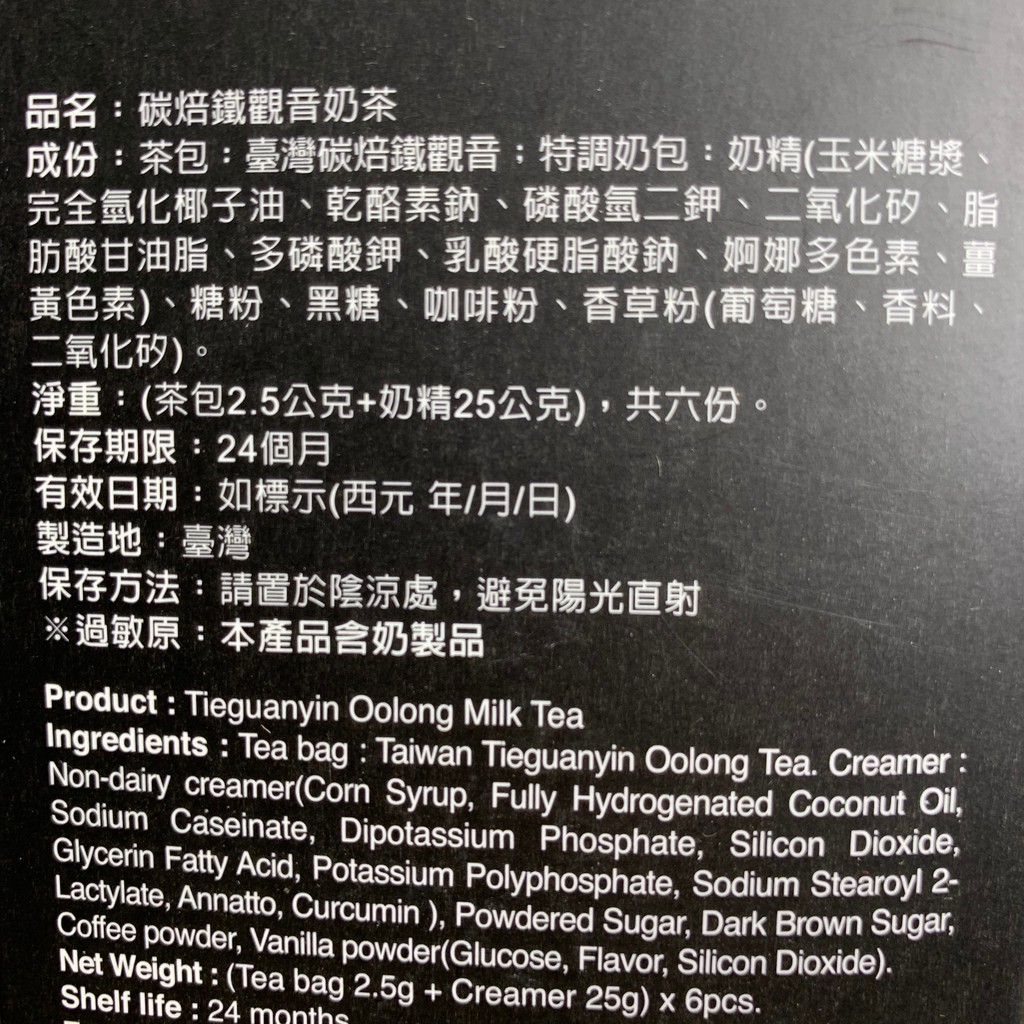 品名：碳焙鐵觀音奶茶
成份：茶包：臺灣碳焙鐵觀音；特調奶包：奶精(玉米糖漿、
完全氫化椰子油、乾酪素鈉、磷酸氫二鉀、二氧化矽、脂
肪酸甘油脂、多磷酸鉀、乳酸硬脂酸鈉、婀娜多色素、薑
黃色素)、糖粉、黑糖、咖啡粉、香草粉(葡萄糖、香料、
二氧化矽)。
淨重：(茶包2.5公克+奶精25公克)，共六份。
保存期限：24個月
有效日期：如標示(西元 年/月/日)
製造地：臺灣
保存方法：請置於陰涼處，避免陽光直射
※過敏原：本產品含奶製品
Product : Tieguanyin Oolong Milk Tea
Ingredients : Tea bag : Taiwan Tieguanyin Oolong Tea. Creamer :
Non-dairy creamer(Corn Syrup, Fully Hydrogenated Coconut Oil,
Sodium Caseinate, Dipotassium Phosphate, Silicon Dioxide,
Glycerin Fatty Acid, Potassium Polyphosphate, Sodium Stearoyl 2-
Lactylate, Annatto, Curcumin ), Powdered Sugar, Dark Brown Sugar,
Coffee powder, Vanilla powder(Glucose, Flavor, Silicon Dioxide).
Net Weight : (Tea bag 2.5g + Creamer 25g) x 6pcs.
Shelf life : 24 months